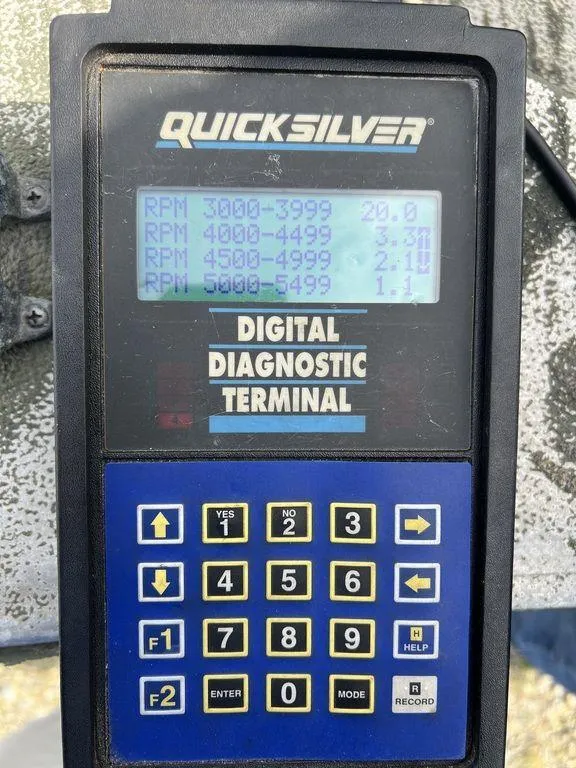 QUICKSILVER®
RPM 3000-3999 20.0
RPM 4000-4499 3.3
RPM 4500-4999 2.1
RPM 5000-5499 1.1
DIGITAL
DIAGNOSTIC
TERMINAL
YES NO
1 2 3
4 5 6
F1 7 8 9 H HELP
F2 ENTER 0 MODE R RECORD